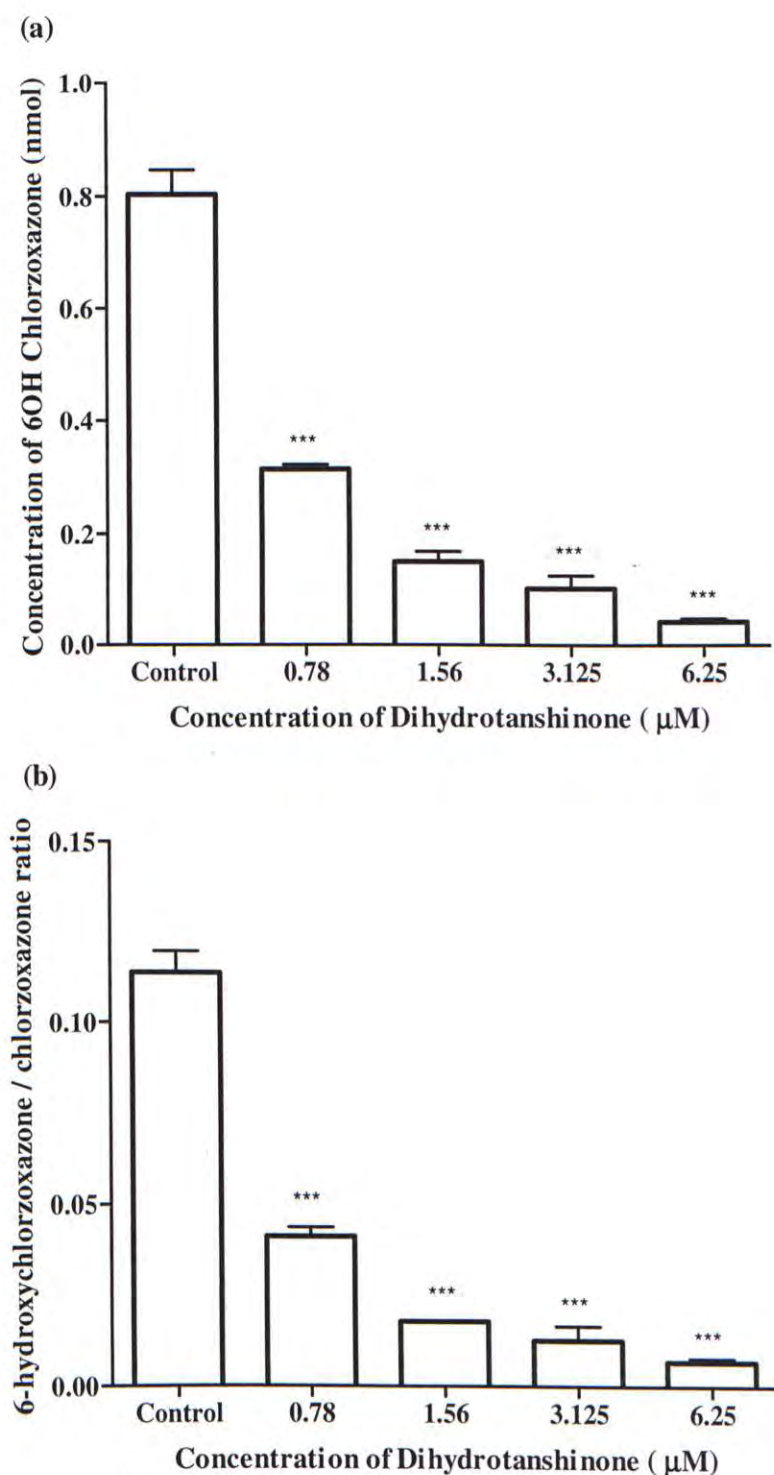 (a)
Concentration of 6OH Chlorzoxazone (nmol)
1.0
0.8
0.6
0.4
0.2
0.0
***
***
***
***
Control 0.78 1.56 3.125 6.25
Concentration of Dihydrotanshinone ( μM)
(b)
6-hydroxychlorzoxazone / chlorzoxazone ratio
0.15
0.10
0.05
0.00
***
***
***
***
Control 0.78 1.56 3.125 6.25
Concentration of Dihydrotanshinone ( μM)